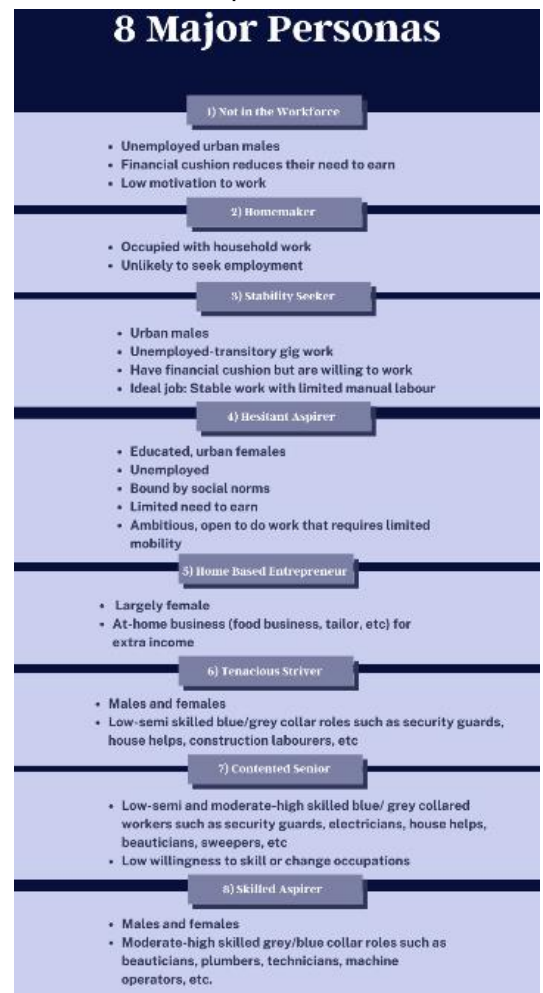 8 Major Personas
1) Not in the Workforce
• Unemployed urban males
• Financial cushion reduces their need to earn
• Low motivation to work
2) Homemaker
• Occupied with household work
• Unlikely to seek employment
3) Stability Seeker
• Urban males
• Unemployed-transitory gig work
• Have financial cushion but are willing to work
• Ideal job: Stable work with limited manual labour
4) Hesitant Aspirer
• Educated, urban females
• Unemployed
• Bound by social norms
• Limited need to earn
• Ambitious, open to do work that requires limited
mobility
5) Home Based Entrepreneur
• Largely female
• At-home business (food business, tailor, etc) for
extra income
6) Tenacious Striver
• Males and females
• Low-semi skilled blue/grey collar roles such as security guards,
house helps, construction labourers, etc
7) Contented Senior
• Low-semi and moderate-high skilled blue/ grey collared
workers such as security guards, electricians, house helps,
beauticians, sweepers, etc
• Low willingness to skill or change occupations
8) Skilled Aspirer
• Males and females
• Moderate-high skilled grey/blue collar roles such as
beauticians, plumbers, technicians, machine
operators, etc.